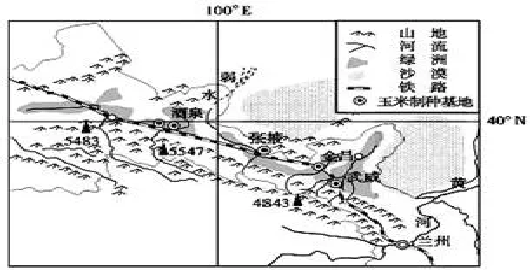 100°E
山 地
河 流
绿 洲
沙 漠
铁 路
玉米制种基地
弱
水
酒泉
40°N
5483
5547
张掖
金昌
武威
4843
黄
河
兰州